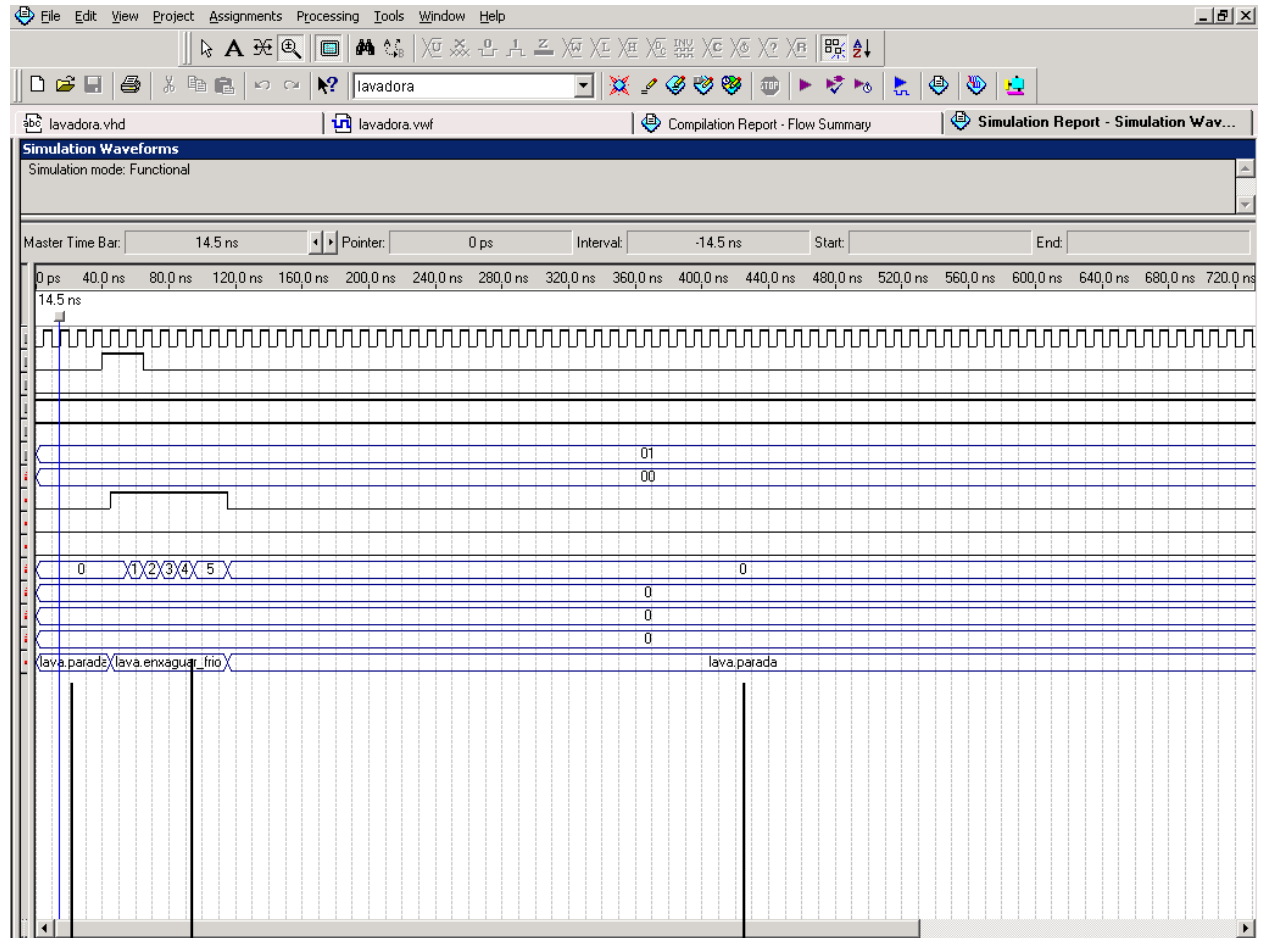 File Edit View Project Assignments Processing Tools Window Help
lavadora
lavadora.vhd lavadora.vwf Compilation Report - Flow Summary Simulation Report - Simulation Wav...
Simulation Waveforms
Simulation mode: Functional
Master Time Bar: 14.5 ns Pointer: 0 ps Interval: -14.5 ns Start: End:
0 ps 40.0 ns 80.0 ns 120.0 ns 160.0 ns 200.0 ns 240.0 ns 280.0 ns 320.0 ns 360.0 ns 400.0 ns 440.0 ns 480.0 ns 520.0 ns 560.0 ns 600.0 ns 640.0 ns 680.0 ns 720.0 ns
14.5 ns
01
00
0 1 2 3 4 5 0
0
0
0
lava.parada lava.enxaguar_frio lava.parada